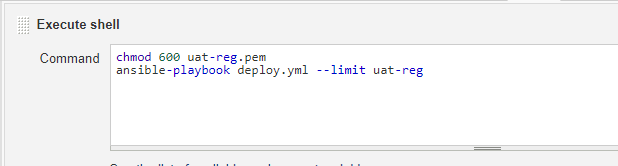 Execute shell
Command
chmod 600 uat-reg.pem
ansible-playbook deploy.yml --limit uat-reg